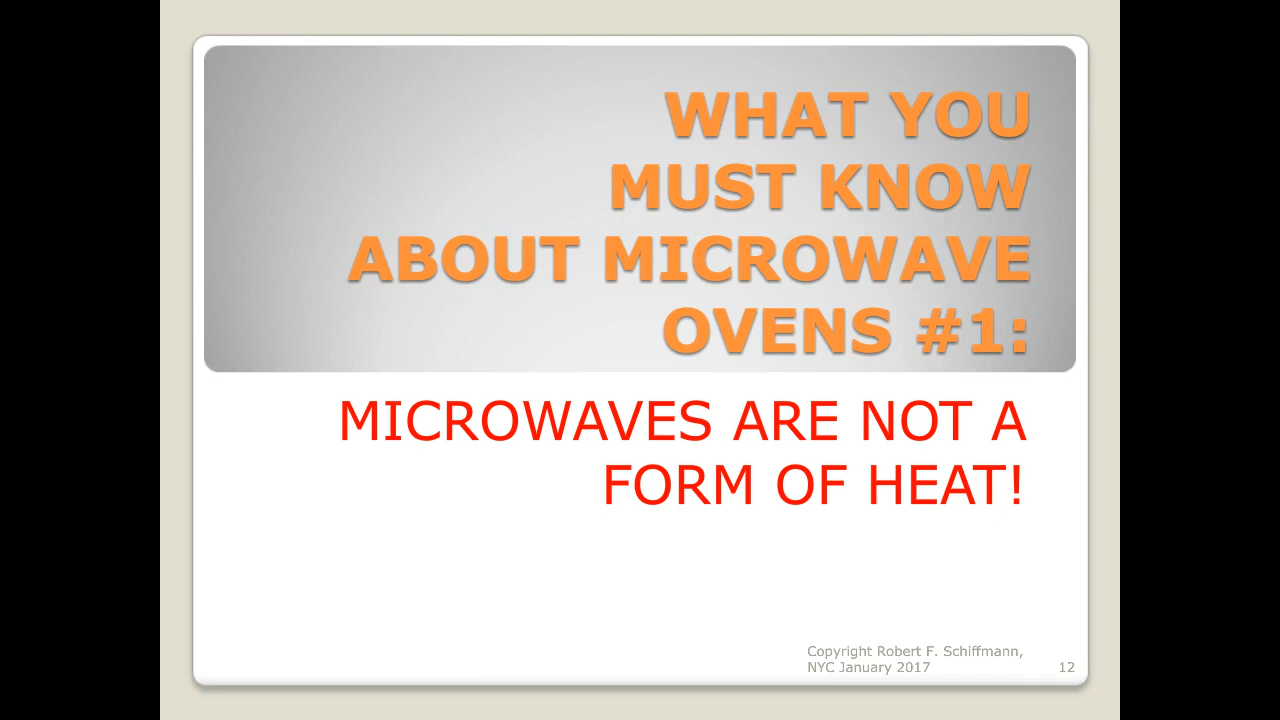 WHAT YOU
MUST KNOW
ABOUT MICROWAVE
OVENS #1:
MICROWAVES ARE NOT A
FORM OF HEAT!
Copyright Robert F. Schiffmann,
NYC January 2017
12